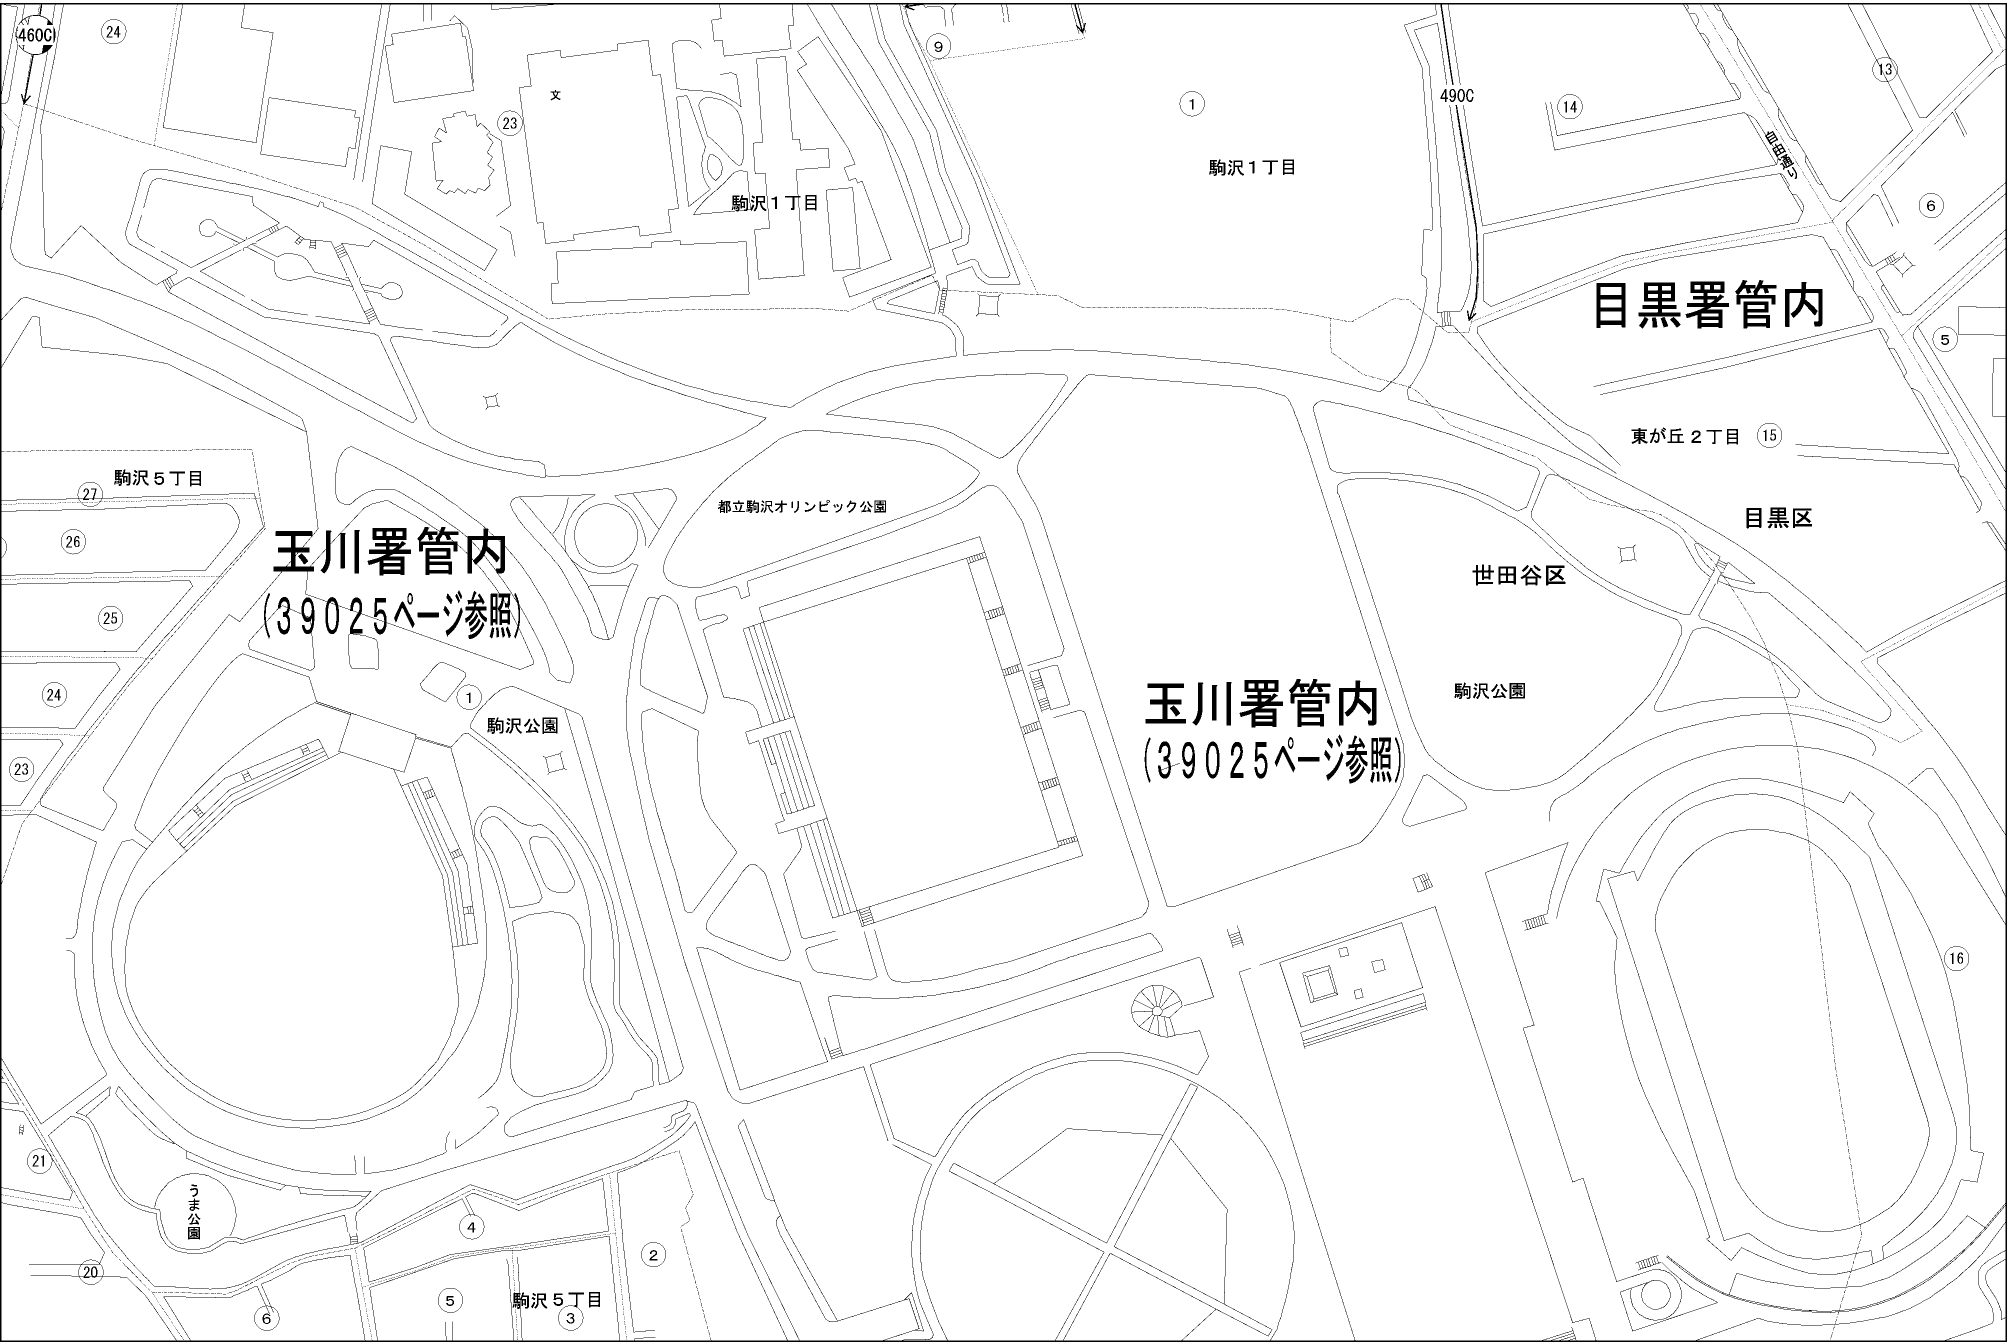 460C
24
9
13
490C
1
14
文
23
自由通り
駒沢１丁目
駒沢１丁目
6
目黒署管内
5
東が丘２丁目
15
駒沢５丁目
27
都立駒沢オリンピック公園
目黒区
26
玉川署管内
(３９０２５ページ参照)
世田谷区
25
24
1
駒沢公園
駒沢公園
玉川署管内
(３９０２５ページ参照)
23
16
21
うま公園
4
2
20
5
駒沢５丁目
6
3